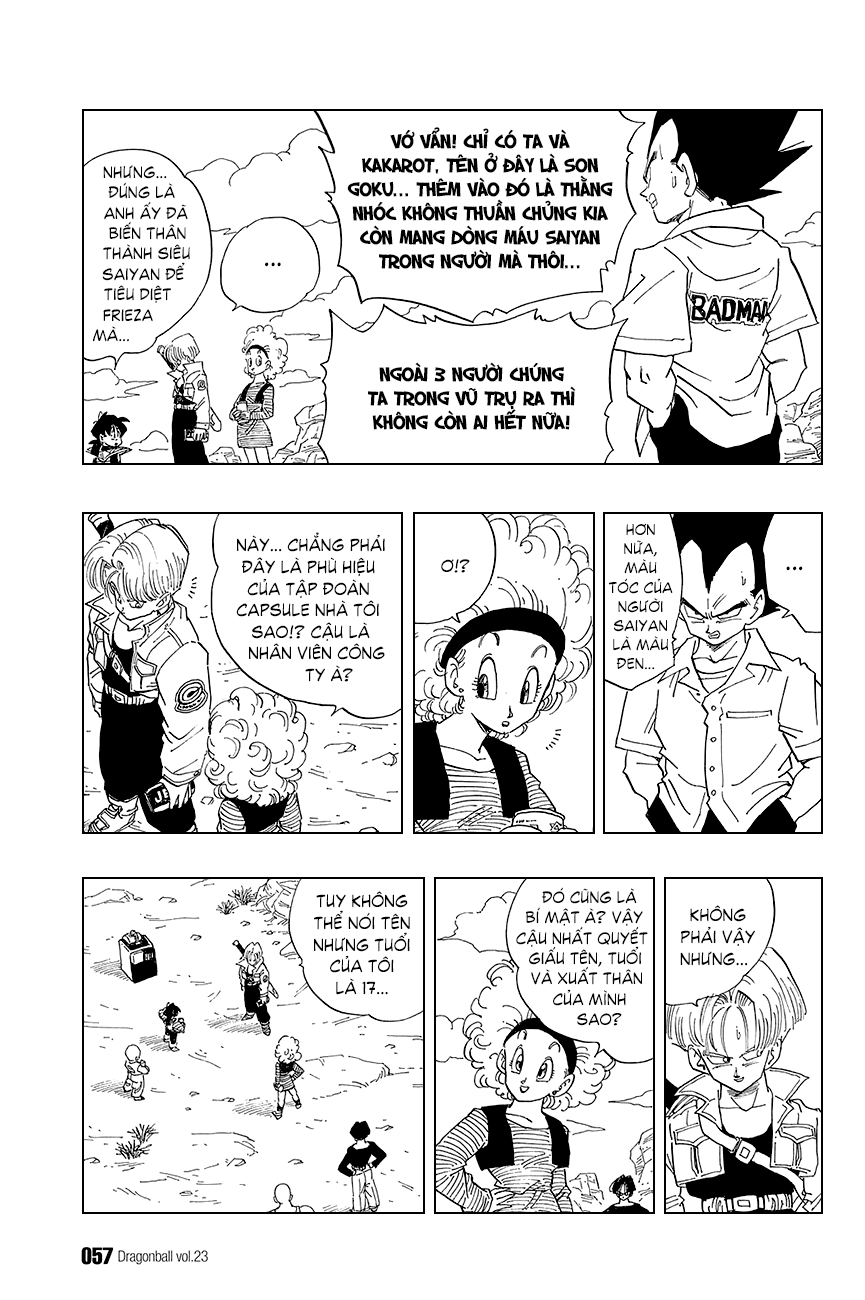 VỚ VẨN! CHỈ CÓ TA VÀ
KAKAROT, TÊN Ở ĐÂY LÀ SON
GOKU... THÊM VÀO ĐÓ LÀ THẰNG
NHÓC KHÔNG THUẦN CHỦNG KIA
CÒN MANG DÒNG MÁU SAIYAN
TRONG NGƯỜI MÀ THÔI...
NGOÀI 3 NGƯỜI CHÚNG
TA TRONG VŨ TRỤ RA THÌ
KHÔNG CÒN AI HẾT NỮA!
BADMAN
...
NHƯNG...
ĐÚNG LÀ
ANH ẤY ĐÃ
BIẾN THÂN
THÀNH SIÊU
SAIYAN ĐỂ
TIÊU DIỆT
FRIEZA
MÀ...
...
HƠN
NỮA,
MÀU
TÓC CỦA
NGƯỜI
SAIYAN
LÀ MÀU
ĐEN...
Ơ!?
NÀY... CHẲNG PHẢI
ĐÂY LÀ PHÙ HIỆU
CỦA TẬP ĐOÀN
CAPSULE NHÀ TÔI
SAO!? CẬU LÀ
NHÂN VIÊN CÔNG
TY À?
KHÔNG
PHẢI VẬY
NHƯNG...
ĐÓ CŨNG LÀ
BÍ MẬT À? VẬY
CẬU NHẤT QUYẾT
GIẤU TÊN, TUỔI
VÀ XUẤT THÂN
CỦA MÌNH
SAO?
TUY KHÔNG
THỂ NÓI TÊN
NHƯNG TUỔI
CỦA TÔI
LÀ 17...
057 Dragonball vol.23